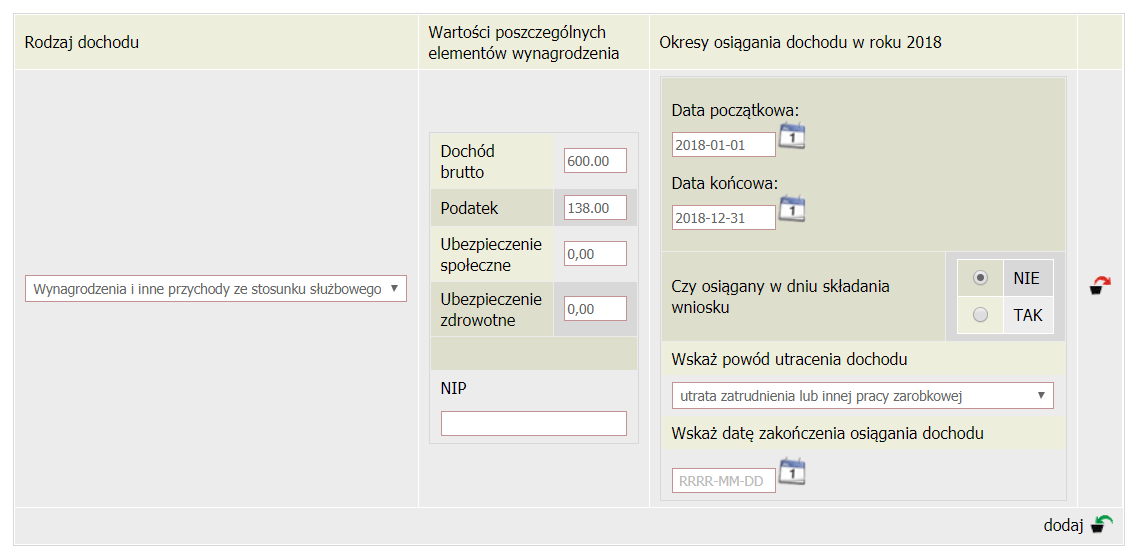 Rodzaj dochodu
Wartości poszczególnych
elementów wynagrodzenia
Okresy osiągania dochodu w roku 2018
Wynagrodzenia i inne przychody ze stosunku służbowego
Dochód
brutto
600.00
Podatek
138.00
Ubezpieczenie
społeczne
0,00
Ubezpieczenie
zdrowotne
0,00
NIP
Data początkowa:
2018-01-01
1
Data końcowa:
2018-12-31
1
Czy osiągany w dniu składania
wniosku
NIE
TAK
Wskaż powód utracenia dochodu
utrata zatrudnienia lub innej pracy zarobkowej
Wskaż datę zakończenia osiągania dochodu
RRRR-MM-DD
1
dodaj